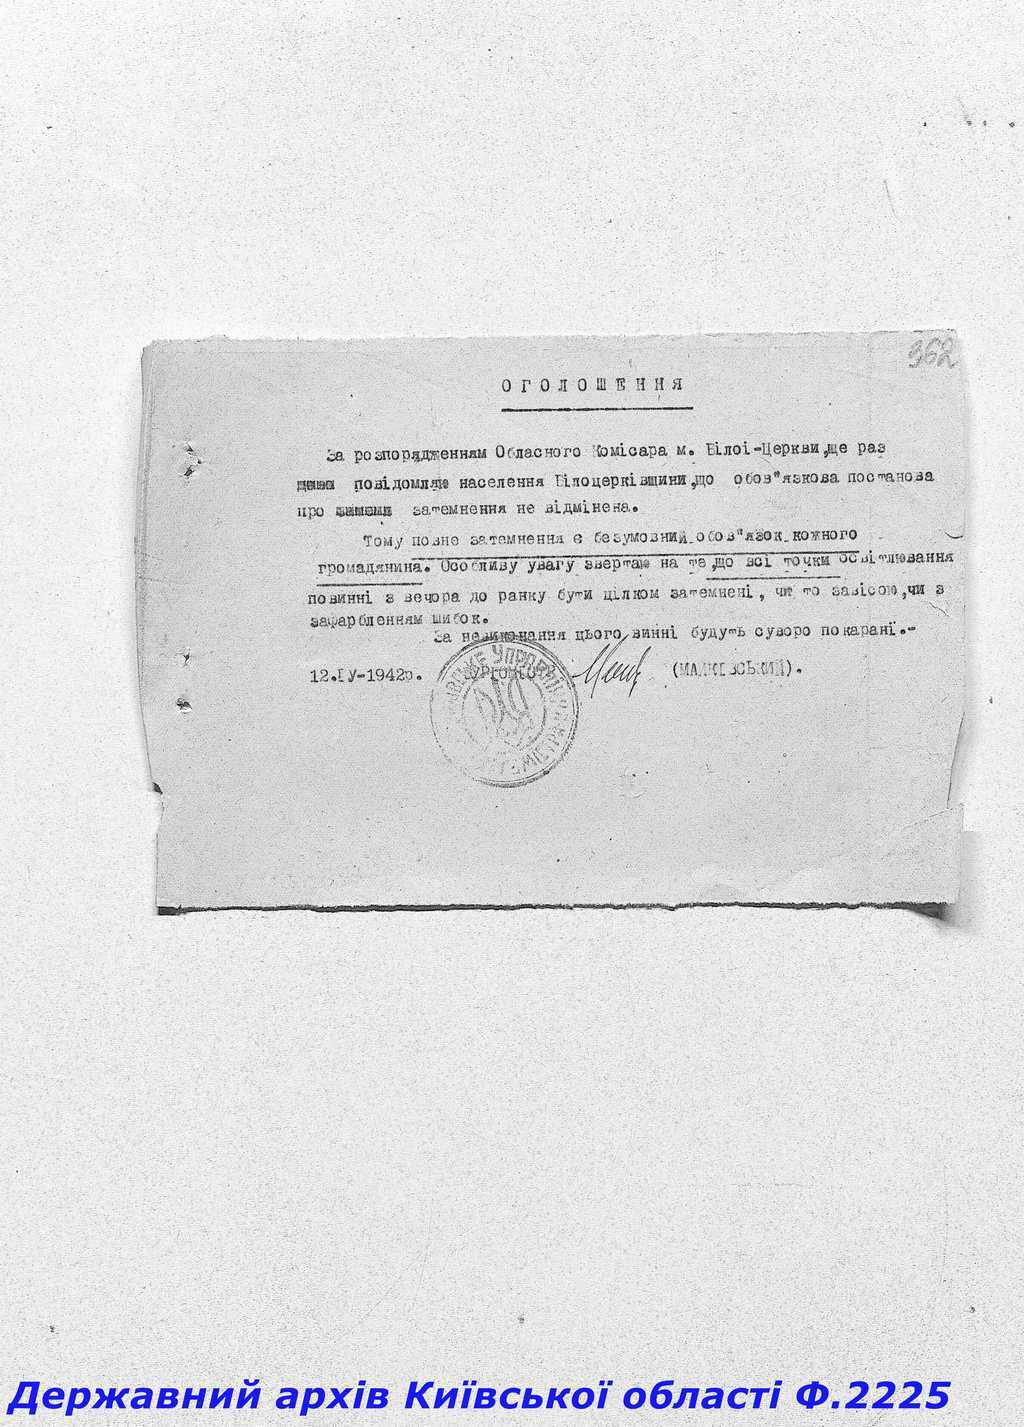 362
ОГОЛОШЕННЯ
За розпорядженням Обласного Комісара м. Білоі-Церкви,ще раз
повідомляю населення Білоцерківщини,що обов"язкова постанова
про затемнення не відмінена.
Тому повне затемнення є безумовний обов"язок кожного
громадянина. Особливу увагу звертаю на те,що всі точки освітлювання
повинні з вечора до ранку бути цілком затемнені, чи то завісою,чи з
зафарбленням шибок.
За невиконання цього винні будуть суворо покарані.-
12.ІУ-1942р.
Державний архів Київської області Ф.2225